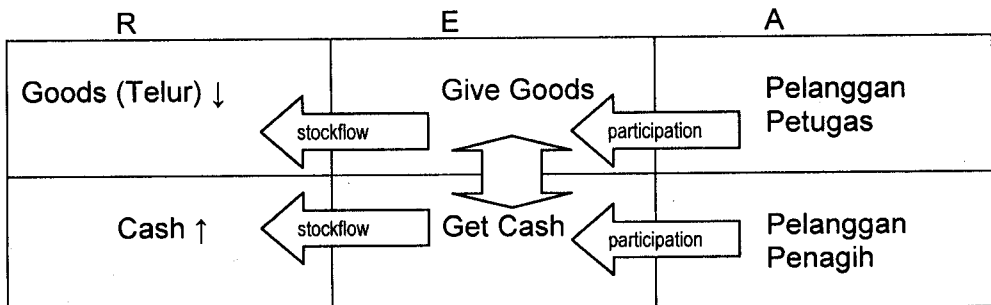 R E A
Goods (Telur) ↓
Give Goods
Pelanggan
Petugas
stockflow
participation
Cash ↑
Get Cash
Pelanggan
Penagih
stockflow
participation